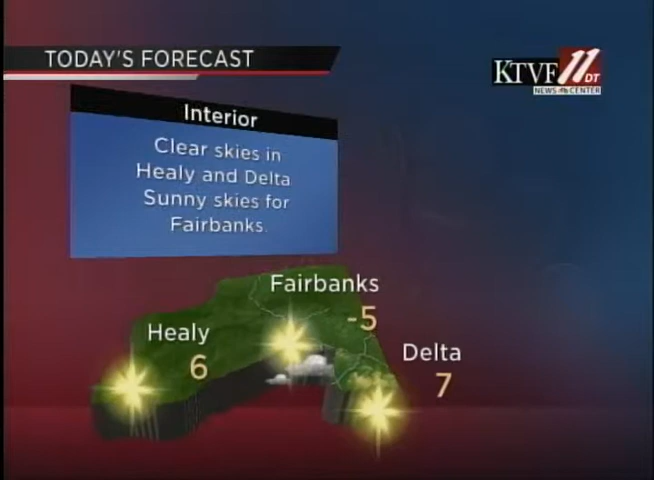 TODAY'S FORECAST
KTVF 11 DT
NEWS CENTER
Interior
Clear skies in
Healy and Delta
Sunny skies for
Fairbanks.
Fairbanks
-5
Healy
6
Delta
7